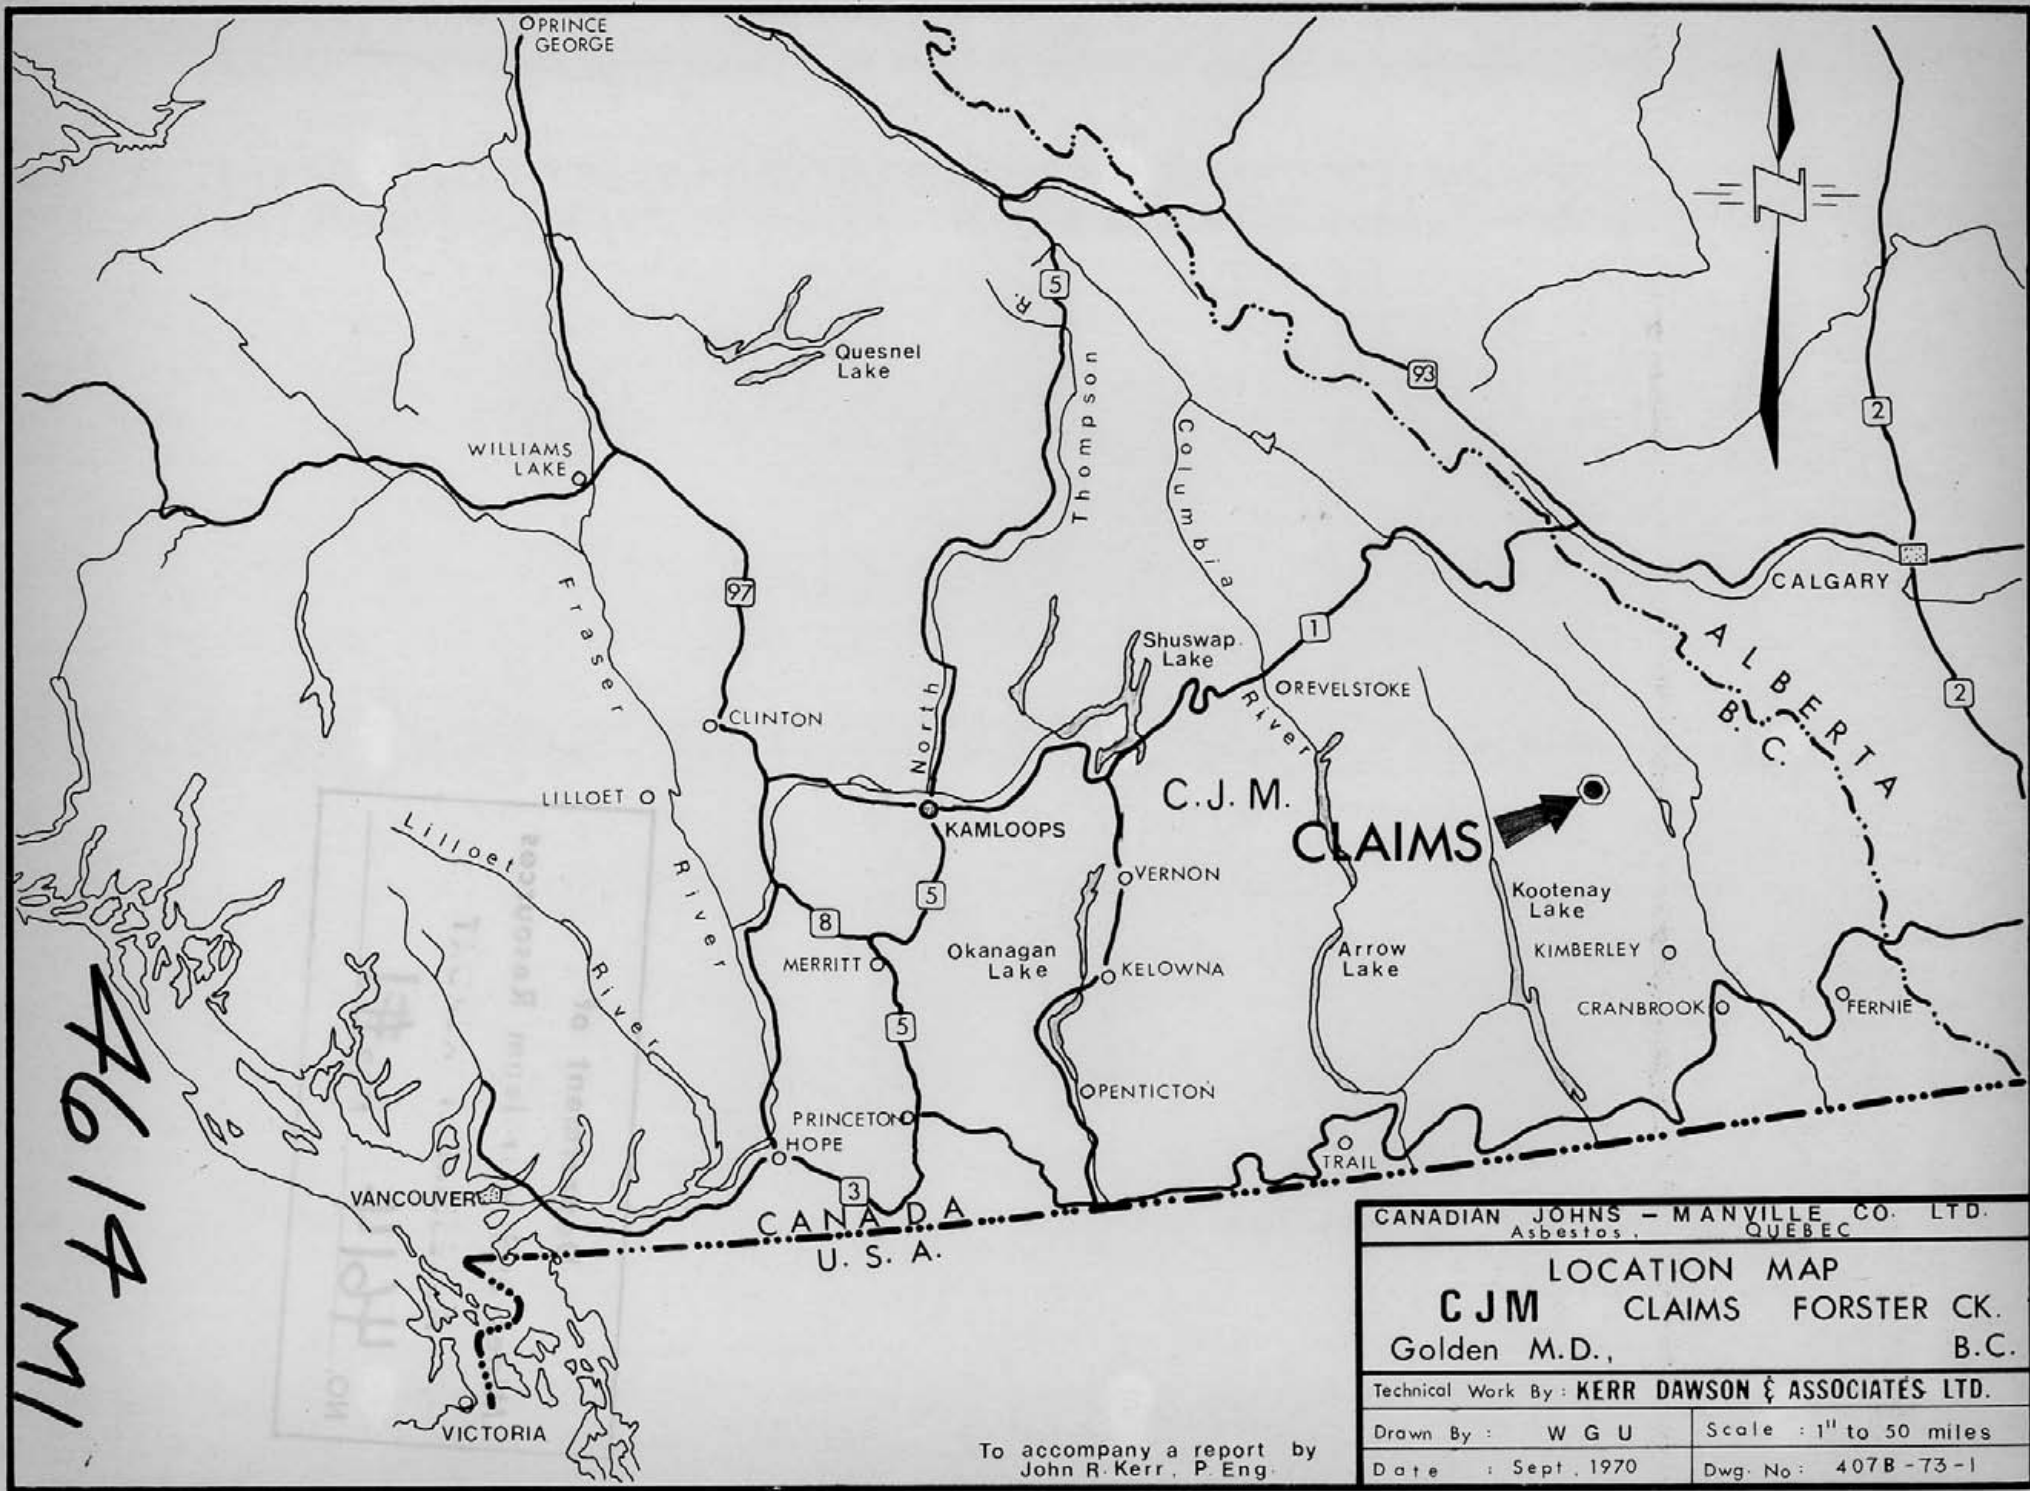 PRINCE
GEORGE
5
R.
Quesnel
Lake
93
2
WILLIAMS
LAKE
Thompson
Columbia
97
Fraser
CALGARY
1
Shuswap.
Lake
ALBERTA
B.C.
2
CLINTON
North
REVELSTOKE
River
LILLOET
C.J.M.
CLAIMS
KAMLOOPS
Lilloet
River
VERNON
Kootenay
Lake
5
8
River
MERRITT
Okanagan
Lake
KELOWNA
Arrow
Lake
KIMBERLEY
CRANBROOK
FERNIE
5
PRINCETON
PENTICTON
HOPE
TRAIL
VANCOUVER
3
CANADA
U.S.A.
VICTORIA
4614 M1
CANADIAN JOHNS - MANVILLE CO. LTD.
Asbestos, QUEBEC
LOCATION MAP
CJM CLAIMS FORSTER CK.
Golden M.D., B.C.
Technical Work By: KERR DAWSON & ASSOCIATES LTD.
Drawn By: W G U
Scale : 1" to 50 miles
Date : Sept, 1970
Dwg. No: 407B-73-1
To accompany a report by
John R. Kerr, P. Eng.